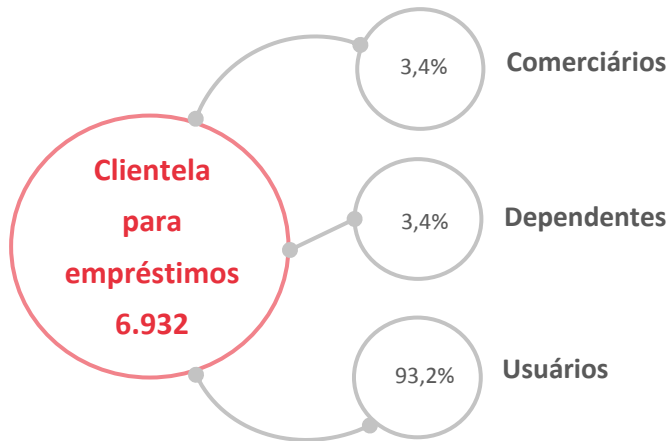 Clientela
para
empréstimos
6.932
3,4%
Comerciários
3,4%
Dependentes
93,2%
Usuários